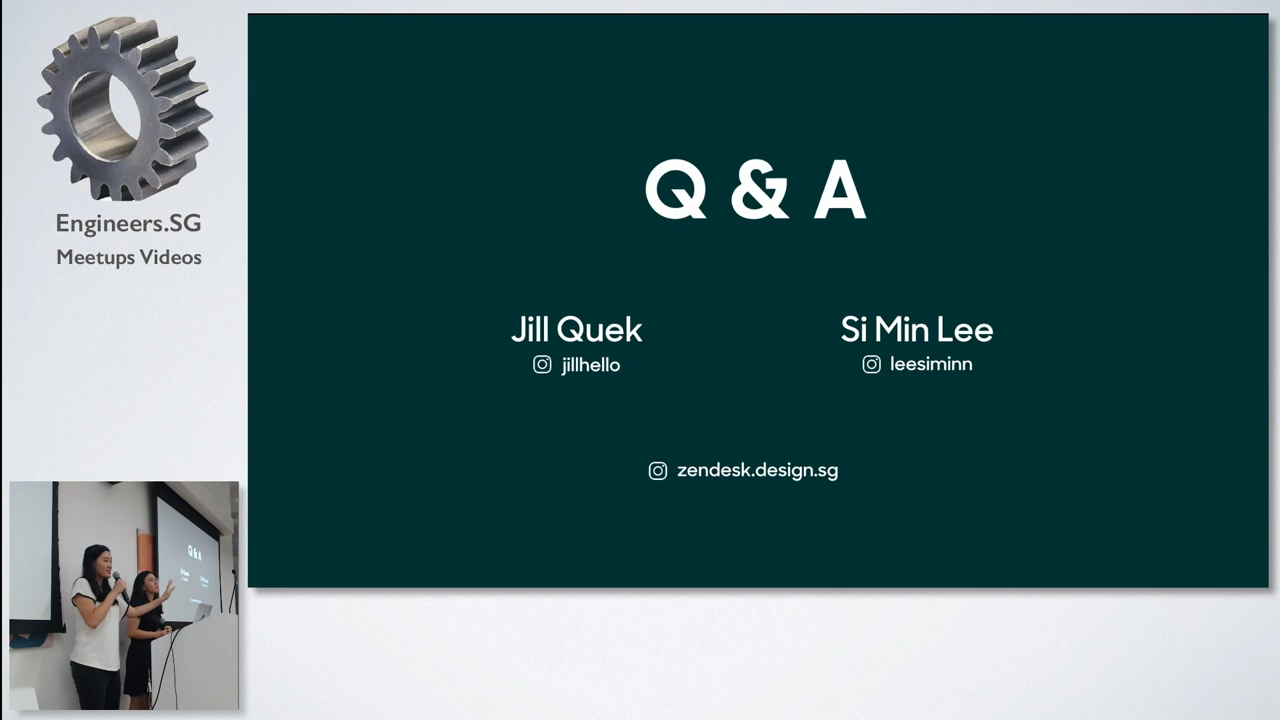 Engineers.SG
Meetups Videos
Q & A
Jill Quek
jillhello
Si Min Lee
leesiminn
zendesk.design.sg
Q & A